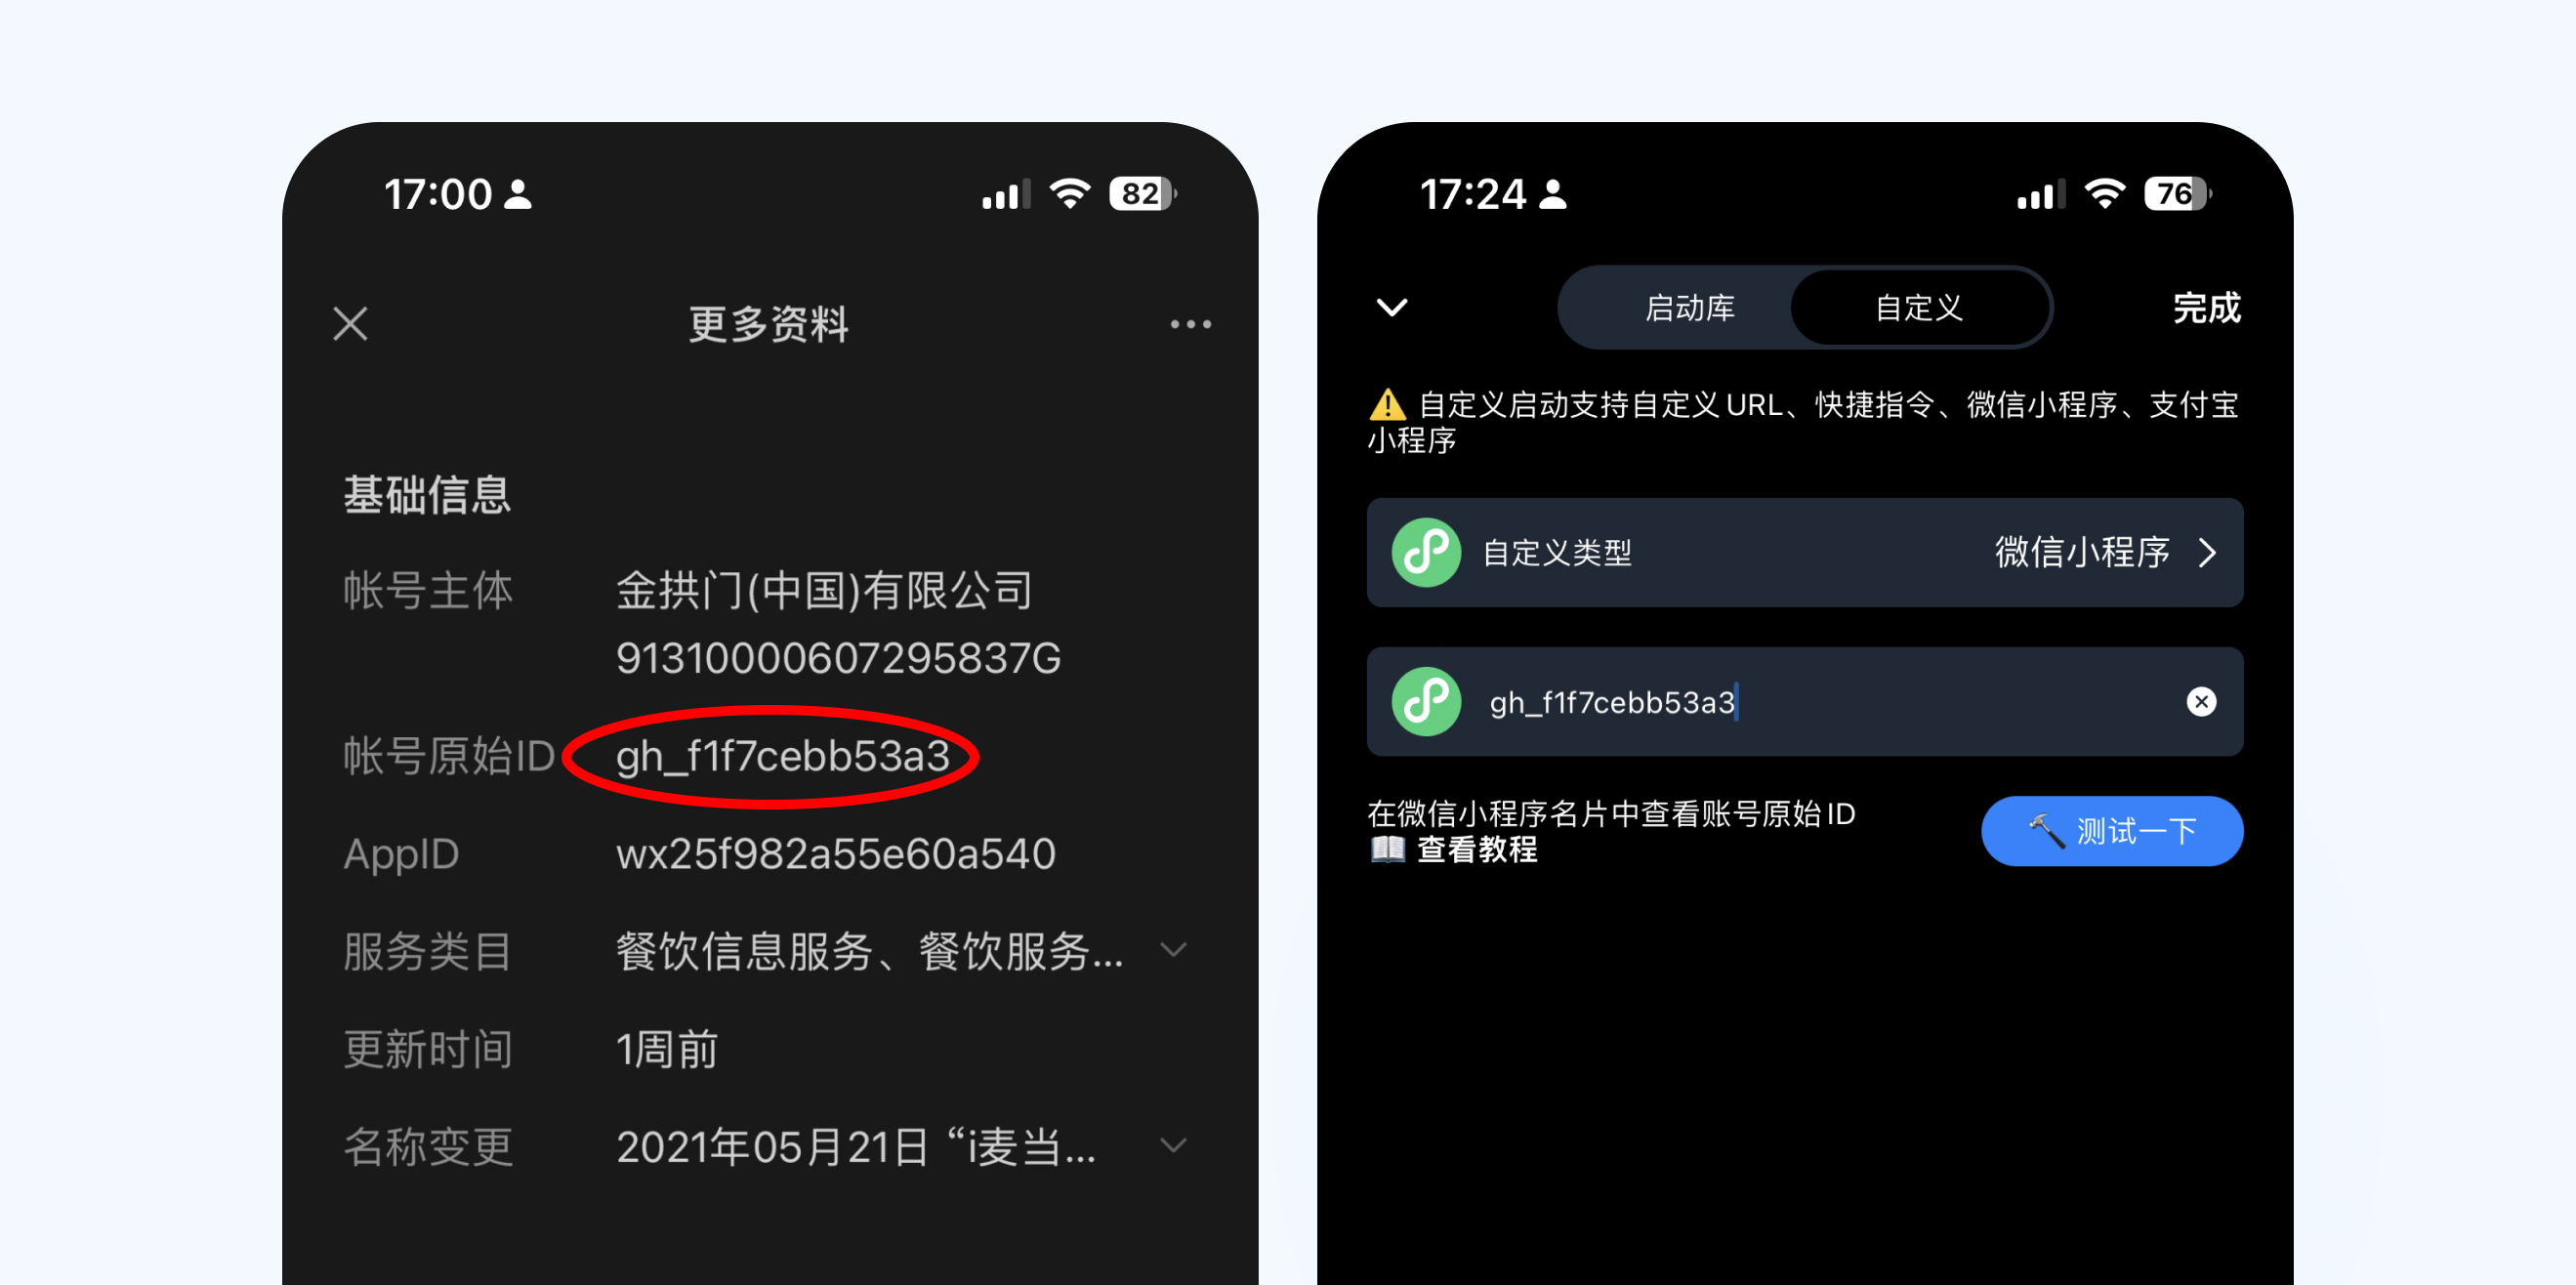 17:00
82
更多资料
基础信息
帐号主体
金拱门(中国)有限公司
91310000607295837G
帐号原始ID
gh_f1f7cebb53a3
AppID
wx25f982a55e60a540
服务类目
餐饮信息服务、餐饮服务...
更新时间
1周前
名称变更
2021年05月21日 “i麦当...
17:24
76
启动库
自定义
完成
⚠️ 自定义启动支持自定义URL、快捷指令、微信小程序、支付宝
小程序
自定义类型
微信小程序
gh_f1f7cebb53a3
在微信小程序名片中查看账号原始ID
📖 查看教程
🔨 测试一下